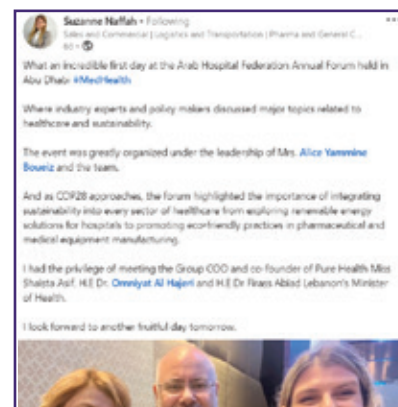 Suzanne Naffah • Following
Sales and Commercial | Logistics and Transportation | Pharma and General C...
6d •
What an incredible first day at the Arab Hospital Federation Annual Forum held in
Abu Dhabi #MedHealth
Where industry experts and policy makers discussed major topics related to
healthcare and sustainability.
The event was greatly organized under the leadership of Mrs. Alice Yammine
Boueiz and the team.
And as COP28 approaches, the forum highlighted the importance of integrating
sustainability into every sector of healthcare from exploring renewable energy
solutions for hospitals to promoting eco-friendly practices in pharmaceutical and
medical equipment manufacturing.
I had the privilege of meeting the Group COO and co-founder of Pure Health Miss
Shaista Asif, H.E Dr. Omniyat Al Hajeri and H.E Dr Firass Abiad Lebanon's Minister
of Health.
I look forward to another fruitful day tomorrow.